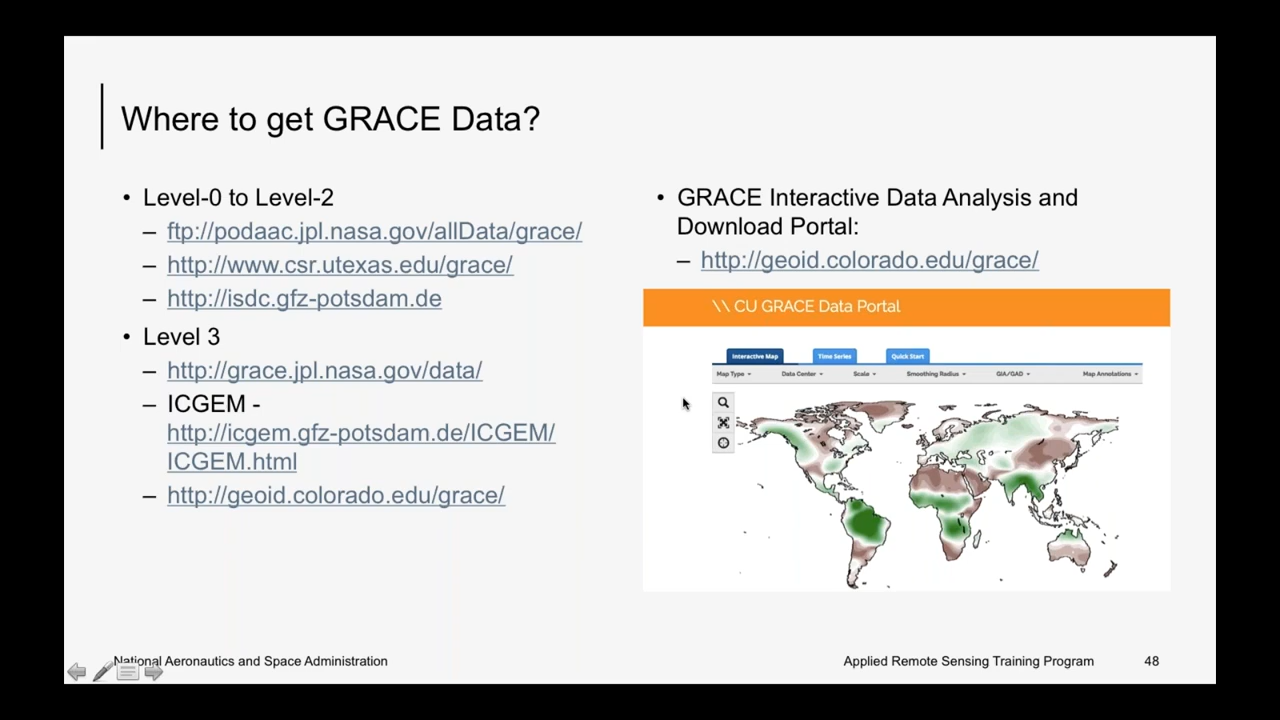 Where to get GRACE Data?
• Level-0 to Level-2
– ftp://podaac.jpl.nasa.gov/allData/grace/
– http://www.csr.utexas.edu/grace/
– http://isdc.gfz-potsdam.de
• Level 3
– http://grace.jpl.nasa.gov/data/
– ICGEM -
http://icgem.gfz-potsdam.de/ICGEM/
ICGEM.html
– http://geoid.colorado.edu/grace/
• GRACE Interactive Data Analysis and
Download Portal:
– http://geoid.colorado.edu/grace/
\\ CU GRACE Data Portal
Interactive Map Time Series Quick Start
Map Type Data Center Scale Smoothing Radius GIA/GAD Map Annotations
National Aeronautics and Space Administration
Applied Remote Sensing Training Program 48